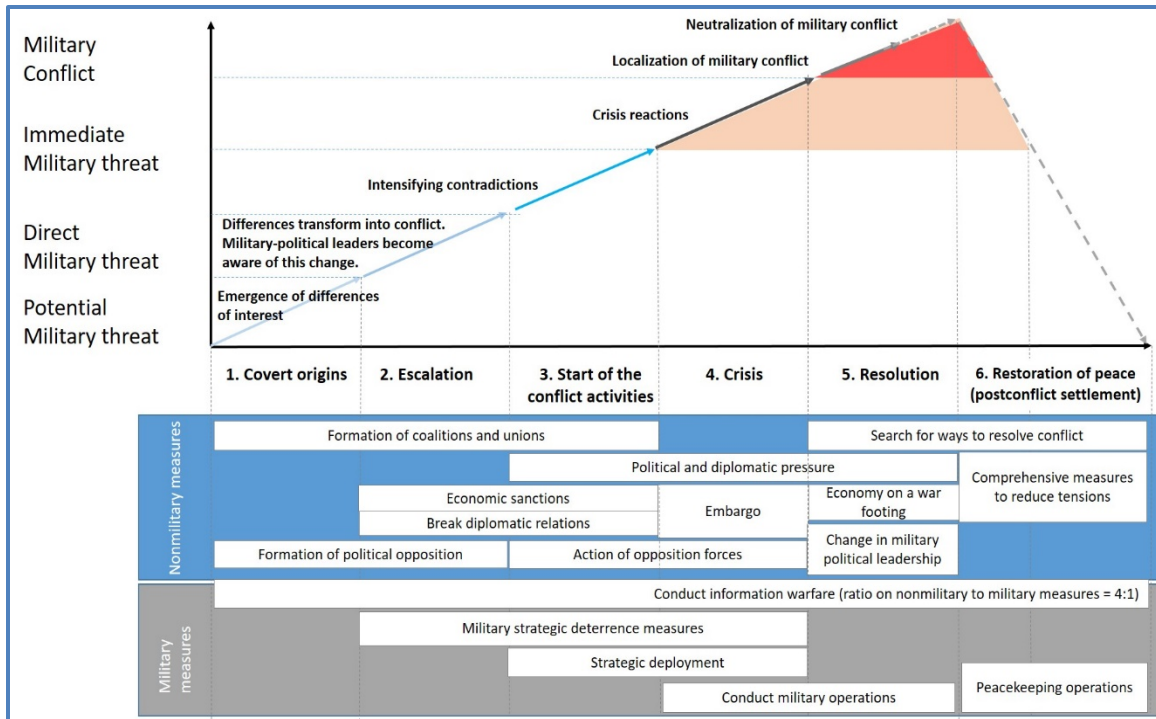 Military
Conflict
Immediate
Military threat
Direct
Military threat
Potential
Military threat
Neutralization of military conflict
Localization of military conflict
Crisis reactions
Intensifying contradictions
Differences transform into conflict.
Military-political leaders become
aware of this change.
Emergence of differences
of interest
1. Covert origins
2. Escalation
3. Start of the
conflict activities
4. Crisis
5. Resolution
6. Restoration of peace
(postconflict settlement)
Nonmilitary measures
Formation of coalitions and unions
Search for ways to resolve conflict
Political and diplomatic pressure
Comprehensive measures
to reduce tensions
Economic sanctions
Break diplomatic relations
Embargo
Economy on a war
footing
Formation of political opposition
Action of opposition forces
Change in military
political leadership
Conduct information warfare (ratio on nonmilitary to military measures = 4:1)
Military
measures
Military strategic deterrence measures
Strategic deployment
Conduct military operations
Peacekeeping operations